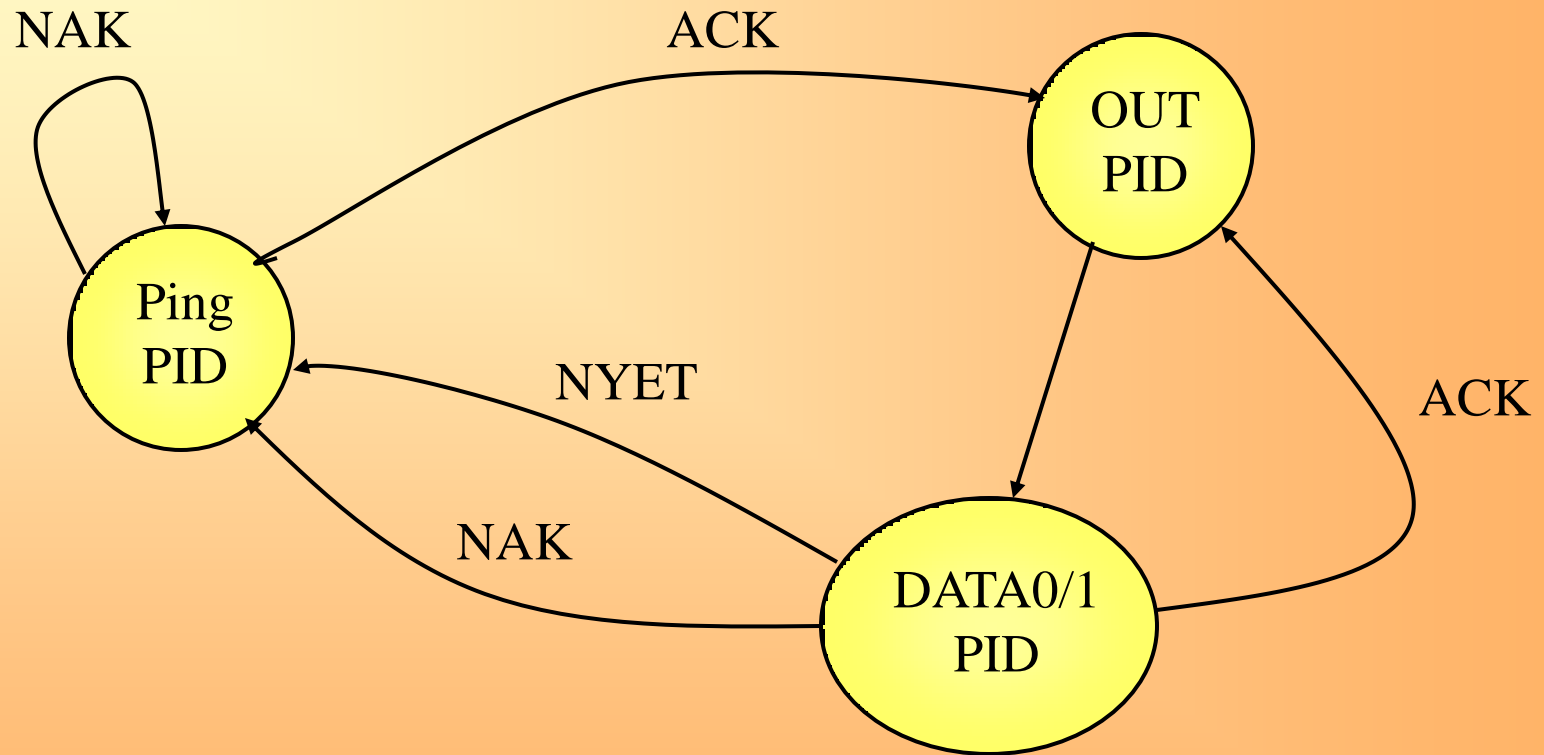 NAK
ACK
OUT
PID
Ping
PID
NYET
ACK
NAK
DATA0/1
PID